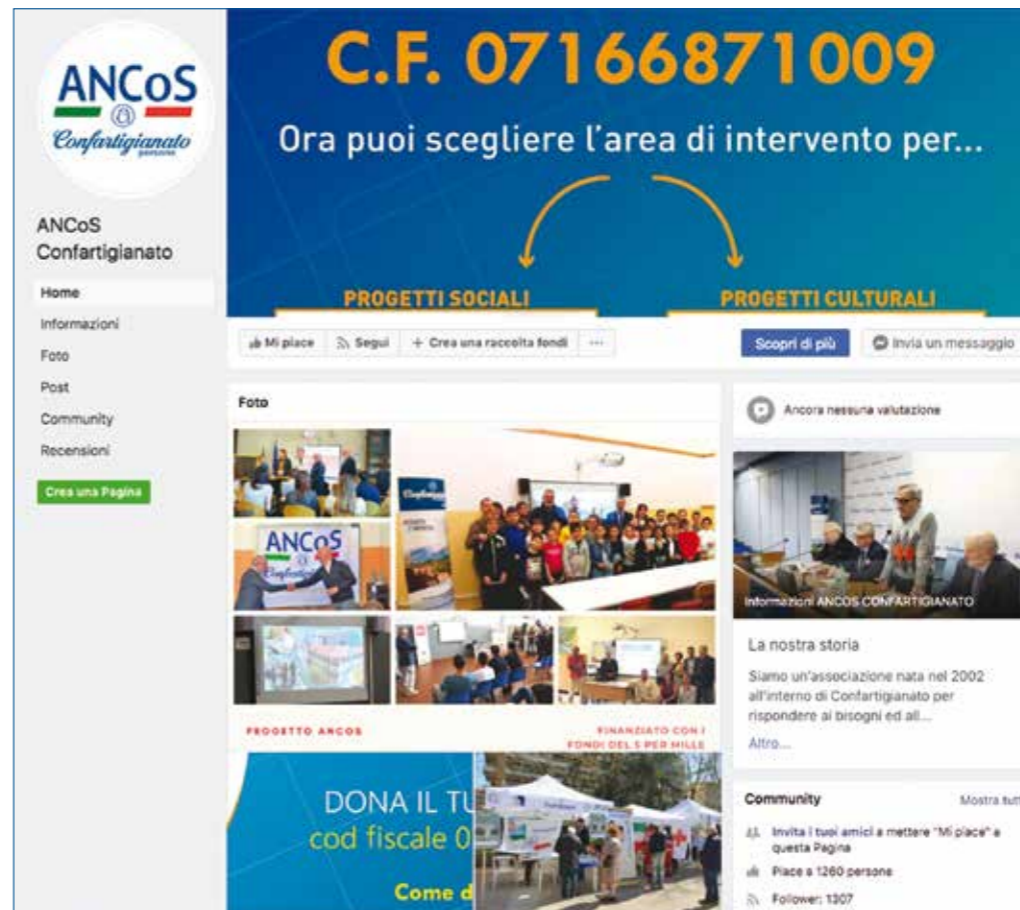 ANCoS
Confartigianato
persone
C.F. 07166871009
Ora puoi scegliere l'area di intervento per...
PROGETTI SOCIALI
PROGETTI CULTURALI
ANCoS
Confartigianato
Home
Informazioni
Foto
Post
Community
Recensioni
Crea una Pagina
Mi piace
Segui
+ Crea una raccolta fondi
...
Scopri di più
Invia un messaggio
Foto
ANCoS
Confartigianato
PROGETTO ANCOS
FINANZIATO CON I
FONDI DEL 5 PER MILLE
DONA IL TU
cod fiscale 0
Come d
Ancora nessuna valutazione
Informazioni ANCOS CONFARTIGIANATO
La nostra storia
Siamo un'associazione nata nel 2002
all'interno di Confartigianato per
rispondere ai bisogni ed all...
Altro...
Community
Mostra tutt
Invita i tuoi amici a mettere "Mi piace" a
questa Pagina
Piace a 1260 persone
Follower: 1307